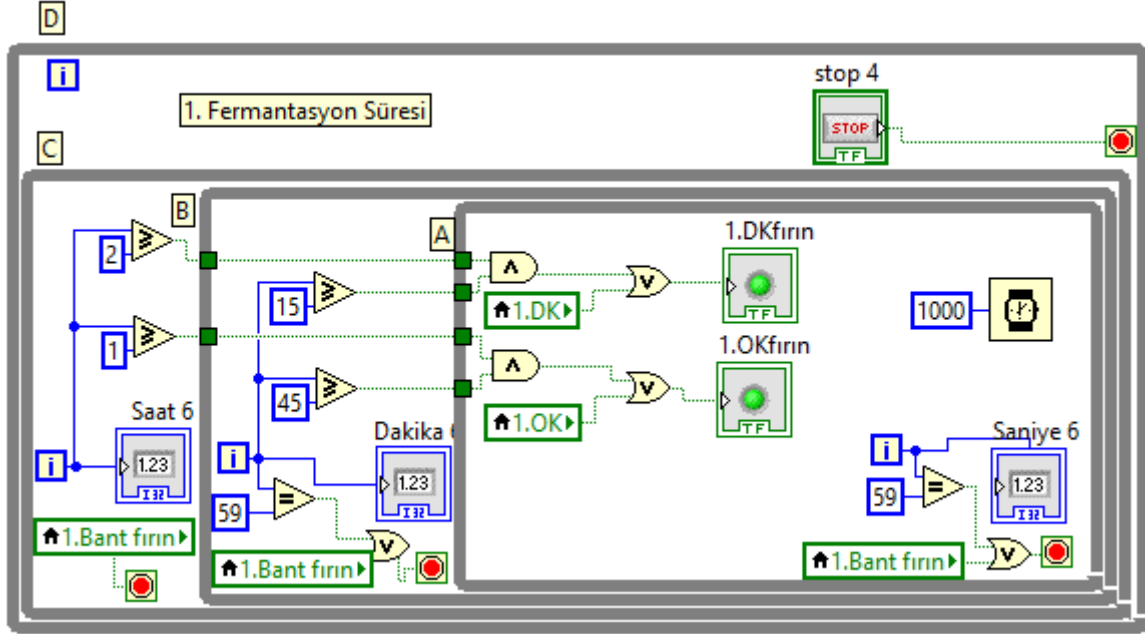 D
i
stop 4
STOP
TF
1. Fermantasyon Süresi
C
B
A
2
1
15
45
1.DK
1.OK
1.DKfırın
TF
1.OKfırın
TF
1000
Saat 6
i
1.23
I32
Dakika 6
i
1.23
I32
59
Saniye 6
i
1.23
I32
59
1.Bant fırın
1.Bant fırın
1.Bant fırın